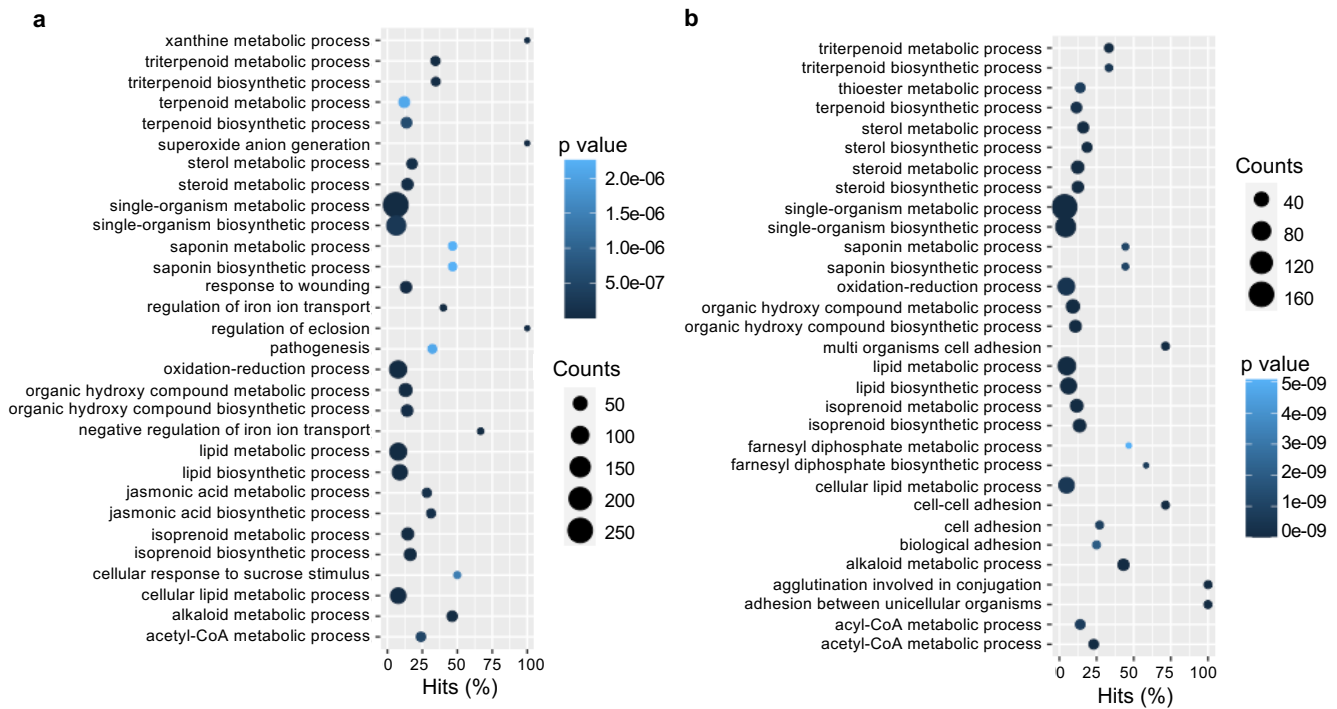 a
xanthine metabolic process
triterpenoid metabolic process
triterpenoid biosynthetic process
terpenoid metabolic process
terpenoid biosynthetic process
superoxide anion generation
sterol metabolic process
steroid metabolic process
single-organism metabolic process
single-organism biosynthetic process
saponin metabolic process
saponin biosynthetic process
response to wounding
regulation of iron ion transport
regulation of eclosion
pathogenesis
oxidation-reduction process
organic hydroxy compound metabolic process
organic hydroxy compound biosynthetic process
negative regulation of iron ion transport
lipid metabolic process
lipid biosynthetic process
jasmonic acid metabolic process
jasmonic acid biosynthetic process
isoprenoid metabolic process
isoprenoid biosynthetic process
cellular response to sucrose stimulus
cellular lipid metabolic process
alkaloid metabolic process
acetyl-CoA metabolic process
0 25 50 75 100
Hits (%)
p value
2.0e-06
1.5e-06
1.0e-06
5.0e-07
Counts
50
100
150
200
250
b
triterpenoid metabolic process
triterpenoid biosynthetic process
thioester metabolic process
terpenoid biosynthetic process
sterol metabolic process
sterol biosynthetic process
steroid metabolic process
steroid biosynthetic process
single-organism metabolic process
single-organism biosynthetic process
saponin metabolic process
saponin biosynthetic process
oxidation-reduction process
organic hydroxy compound metabolic process
organic hydroxy compound biosynthetic process
multi organisms cell adhesion
lipid metabolic process
lipid biosynthetic process
isoprenoid metabolic process
isoprenoid biosynthetic process
farnesyl diphosphate metabolic process
farnesyl diphosphate biosynthetic process
cellular lipid metabolic process
cell-cell adhesion
cell adhesion
biological adhesion
alkaloid metabolic process
agglutination involved in conjugation
adhesion between unicellular organisms
acyl-CoA metabolic process
acetyl-CoA metabolic process
0 25 50 75 100
Hits (%)
Counts
40
80
120
160
p value
5e-09
4e-09
3e-09
2e-09
1e-09
0e-09